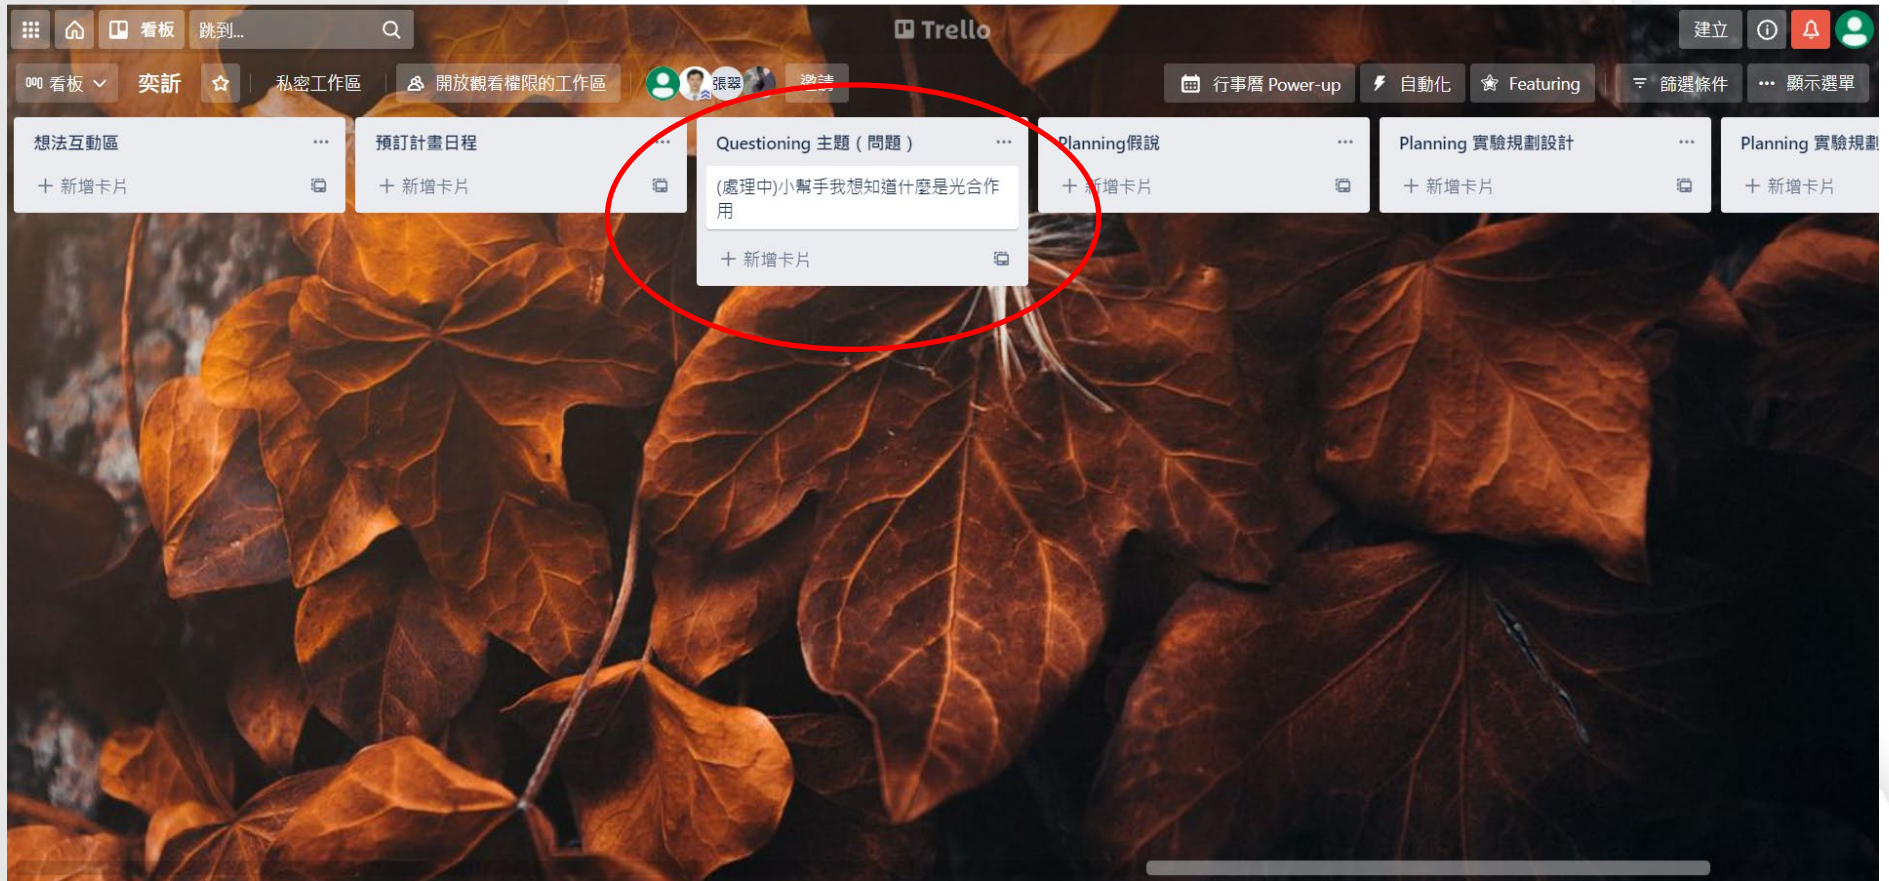 看板
跳到...
Trello
建立
看板
奕訢
私密工作區
開放觀看權限的工作區
張翠
邀請
行事曆 Power-up
自動化
Featuring
篩選條件
顯示選單
想法互動區
+ 新增卡片
預訂計畫日程
+ 新增卡片
Questioning 主題 ( 問題 )
(處理中)小幫手我想知道什麼是光合作
用
+ 新增卡片
Planning假說
+ 新增卡片
Planning 實驗規劃設計
+ 新增卡片
Planning 實驗規劃
+ 新增卡片